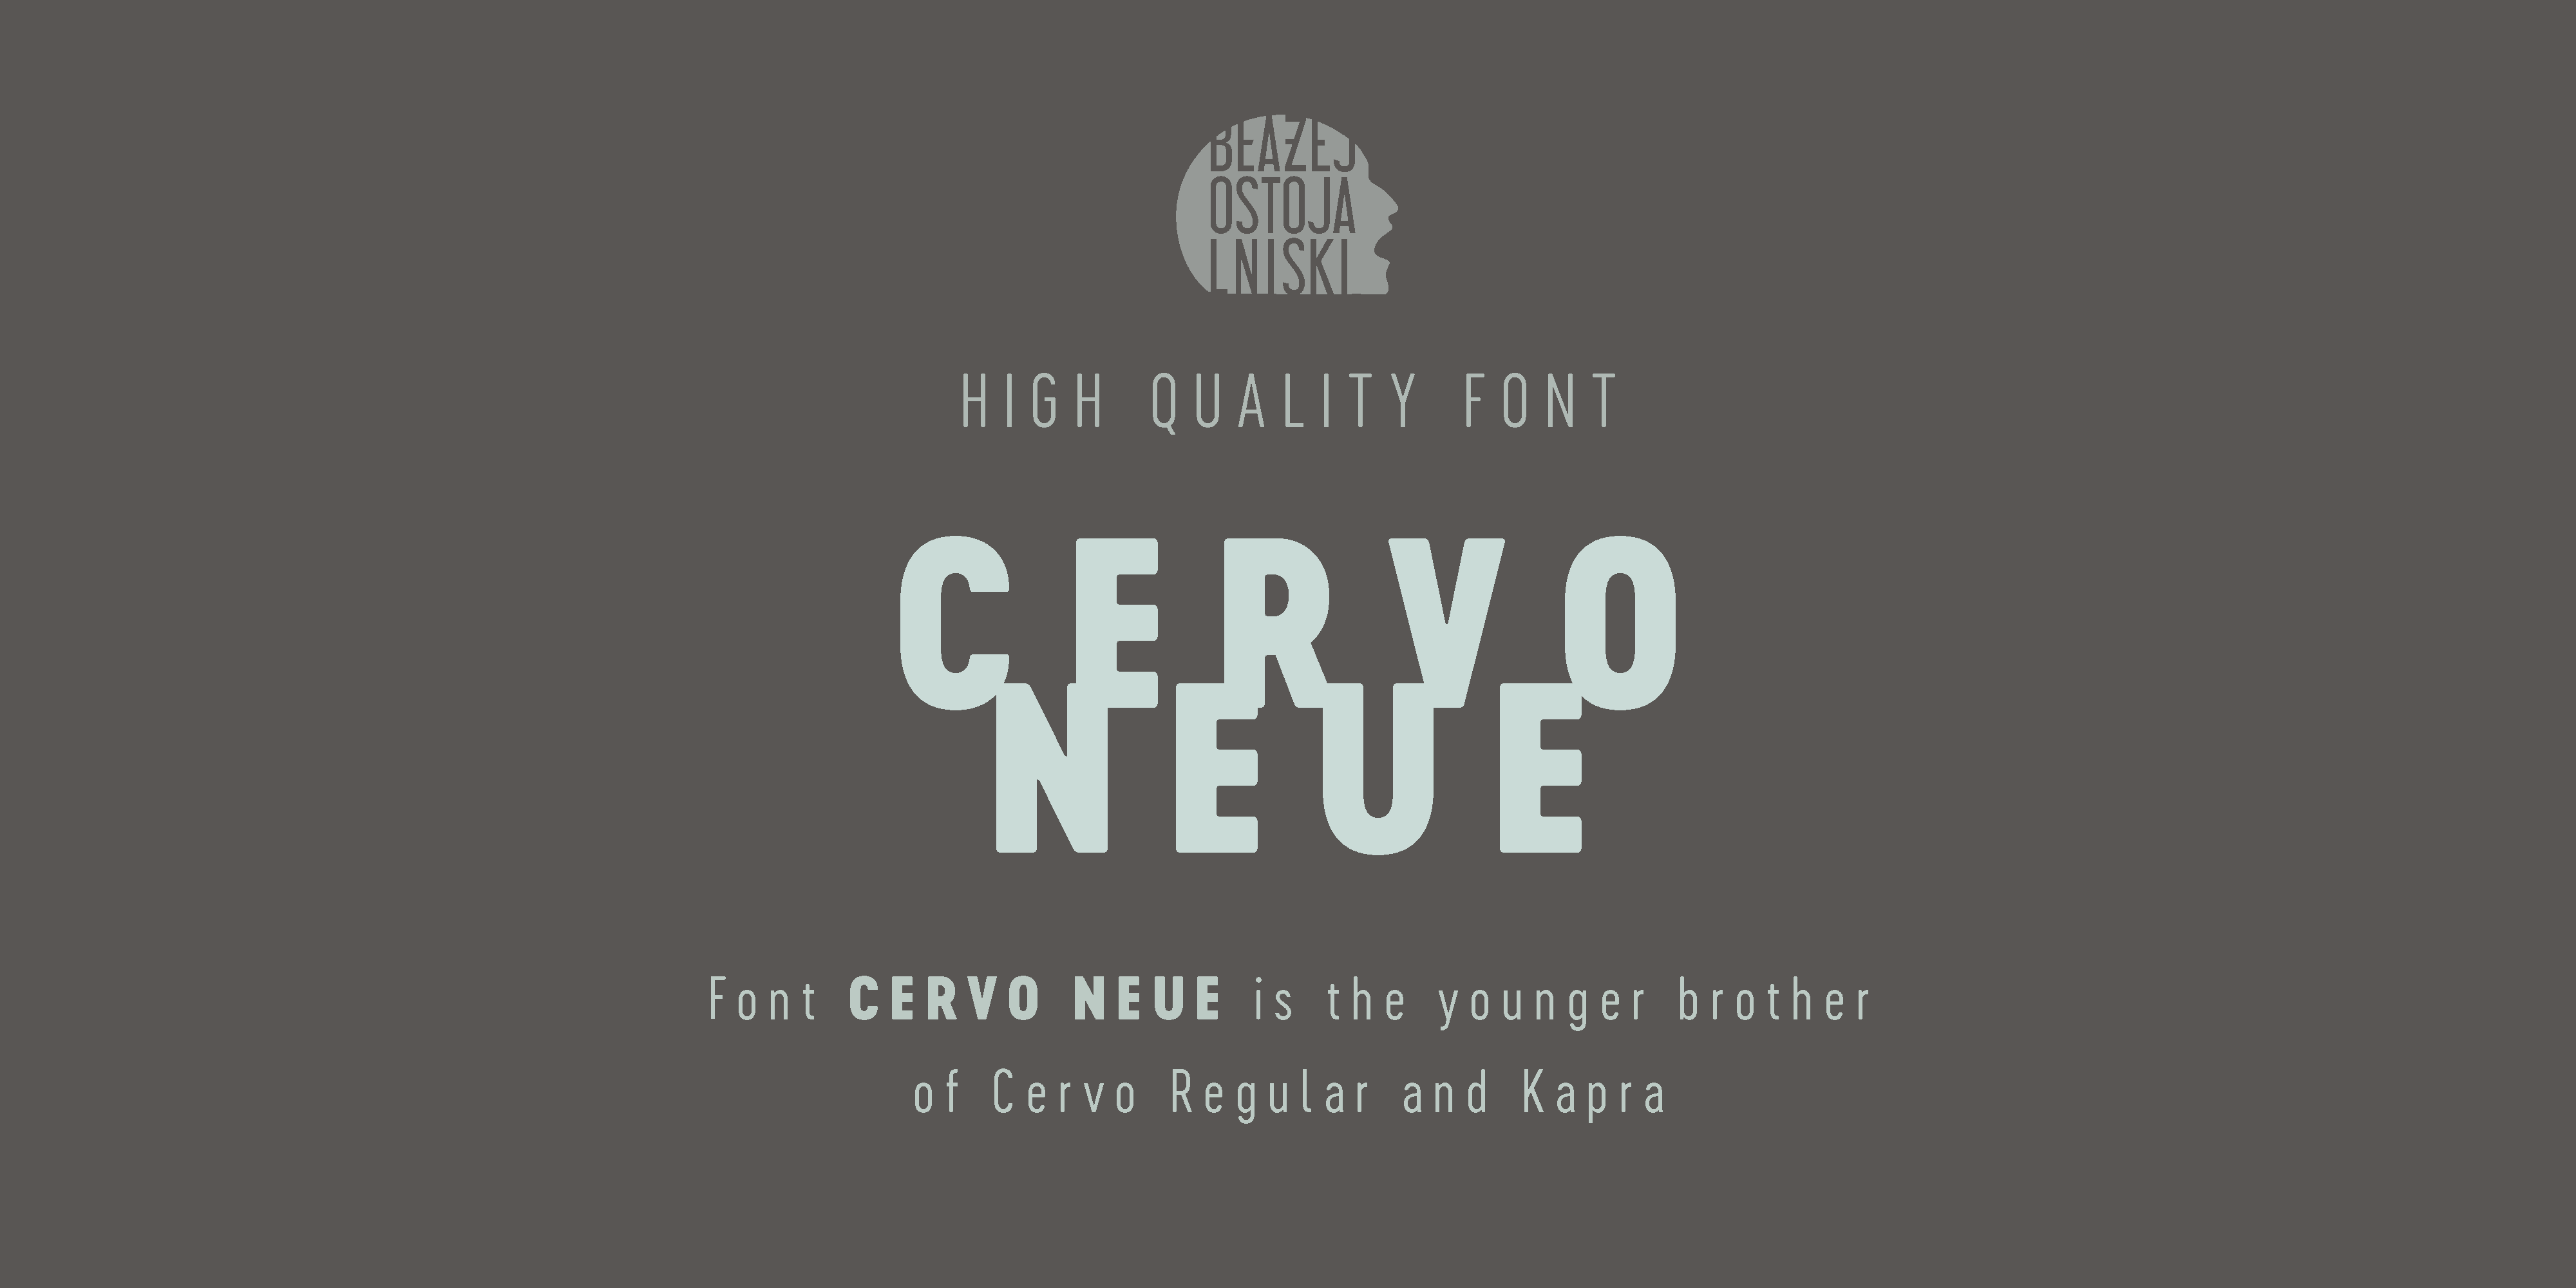 BŁAŻEJ
OSTOJA
LNISKI
HIGH QUALITY FONT
CERVO
NEUE
Font CERVO NEUE is the younger brother
of Cervo Regular and Kapra